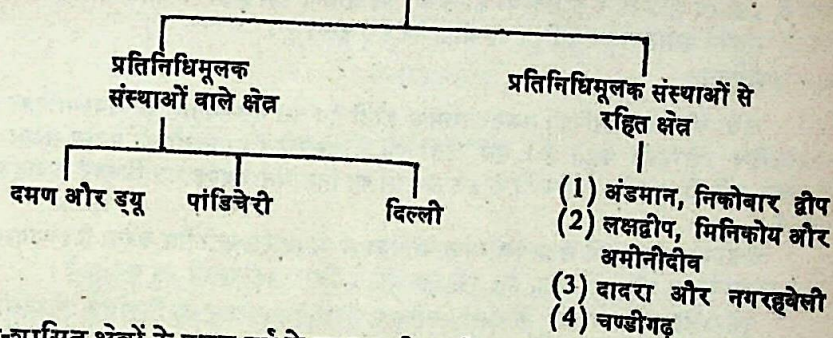 प्रतिनिधिमूलक
संस्थाओं वाले क्षेत्र
दमण और ड्यू पांडिचेरी दिल्ली
प्रतिनिधिमूलक संस्थाओं से
रहित क्षेत्र
(1) अंडमान, निकोबार द्वीप
(2) लक्षद्वीप, मिनिकोय और
अमोनीदीव
(3) दादरा और नगरहवेली
(4) चण्डीगढ़